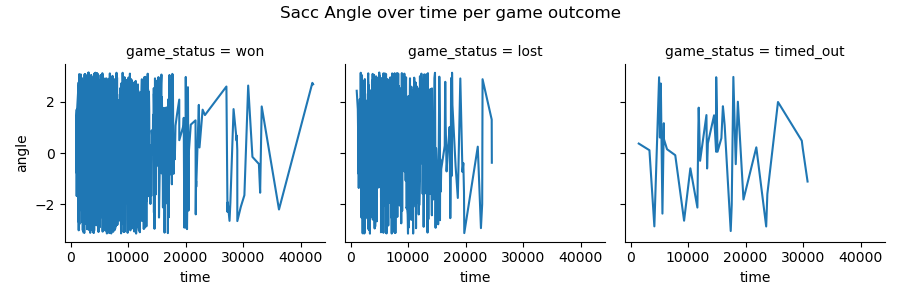 Sacc Angle over time per game outcome
game_status = won
game_status = lost
game_status = timed_out
angle
2
0
−2
0
10000
20000
30000
40000
0
10000
20000
30000
40000
0
10000
20000
30000
40000
time
time
time